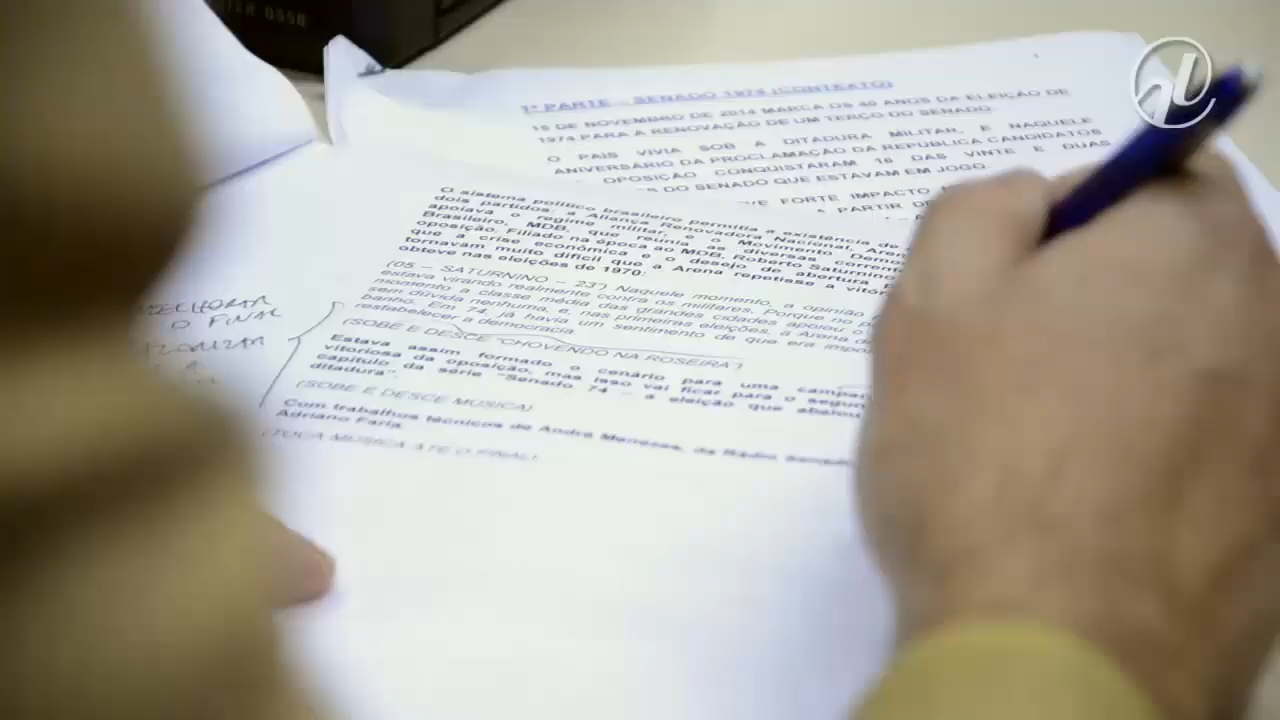 0550
1ª PARTE – SENADO 1974 (CONTEXTO)
15 DE NOVEMBRO DE 2014 MARCA OS 40 ANOS DA ELEIÇÃO DE
1974 PARA A RENOVAÇÃO DE UM TERÇO DO SENADO.
O PAÍS VIVIA SOB A DITADURA MILITAR, E NAQUELE
ANIVERSÁRIO DA PROCLAMAÇÃO DA REPÚBLICA CANDIDATOS
OPOSIÇÃO CONQUISTARAM 16 DAS VINTE E DUAS
DO SENADO QUE ESTAVAM EM JOGO.
FORTE IMPACTO
A PARTIR DE
O sistema político brasileiro permitia a existência de
dois partidos: a Aliança Renovadora Nacional,
apoiava o regime militar, e o Movimento
Brasileiro, MDB, que reunia as diversas
oposição. Filiado na época ao MDB, Roberto Saturnino
que a crise econômica e o desejo de abertura
tornavam muito difícil que a Arena repetisse a
obteve nas eleições de 1970:
(05 – SATURNINO – 23") Naquele momento, a opinião
estava virando realmente contra os militares. Porque no
momento a classe média das grandes cidades apoiou o
sem dúvida nenhuma, e, nas primeiras eleições, a Arena
banho. Em 74, já havia um sentimento de que era
restabelecer a democracia
(SOBE E DESCE "CHOVENDO NA ROSEIRA")
Estava assim formado o cenário para uma
vitoriosa da oposição, mas isso vai ficar para o
capítulo da série "Senado 74 – a eleição que abalou
ditadura".
(SOBE E DESCE MÚSICA)
Com trabalhos técnicos de André Menezes, da Rádio
Adriano Faria.
(TOCA MÚSICA ATÉ O FINAL)
MELHORAR
O FINAL